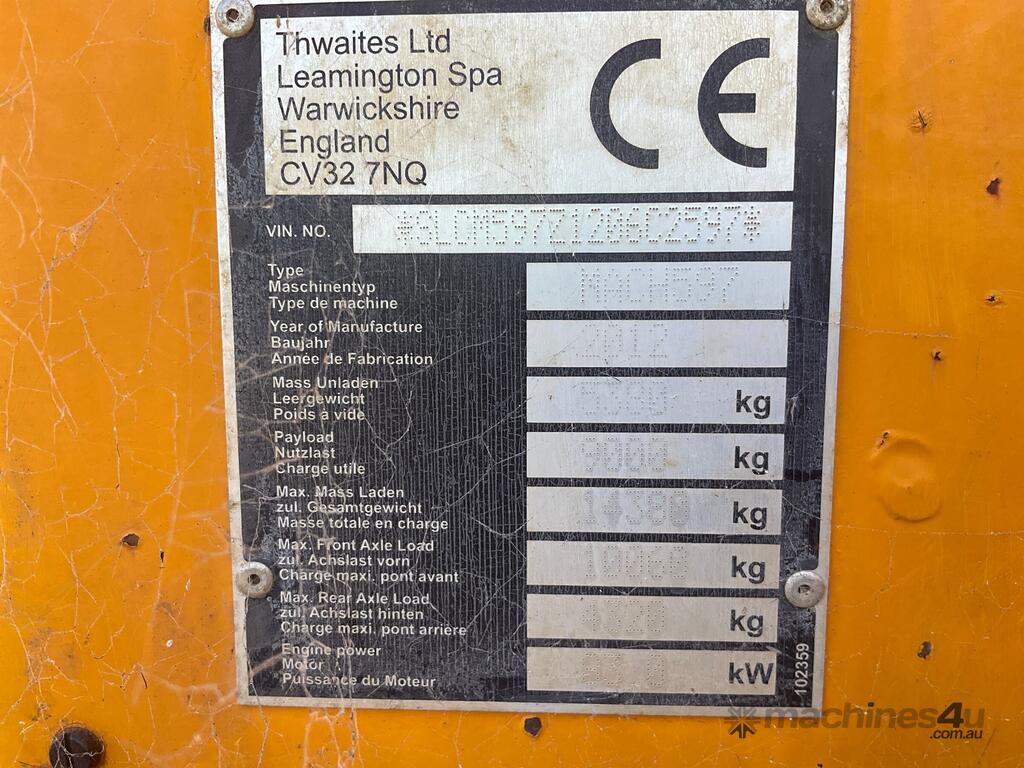 Thwaites Ltd
Leamington Spa
Warwickshire
England
CV32 7NQ
CE
VIN. NO.
Type
Maschinentyp
Type de machine
MACH597
Year of Manufacture
Baujahr
Année de Fabrication
2012
Mass Unladen
Leergewicht
Poids à vide
kg
Payload
Nutzlast
Charge utile
9000 kg
Max. Mass Laden
zul. Gesamtgewicht
Masse totale en charge
14380 kg
Max. Front Axle Load
zul. Achslast vorn
Charge maxi. pont avant
10060 kg
Max. Rear Axle Load
zul. Achslast hinten
Charge maxi. pont arrière
4320 kg
Engine power
Motor
Puissance du Moteur
kW
102359
machines4u
.com.au